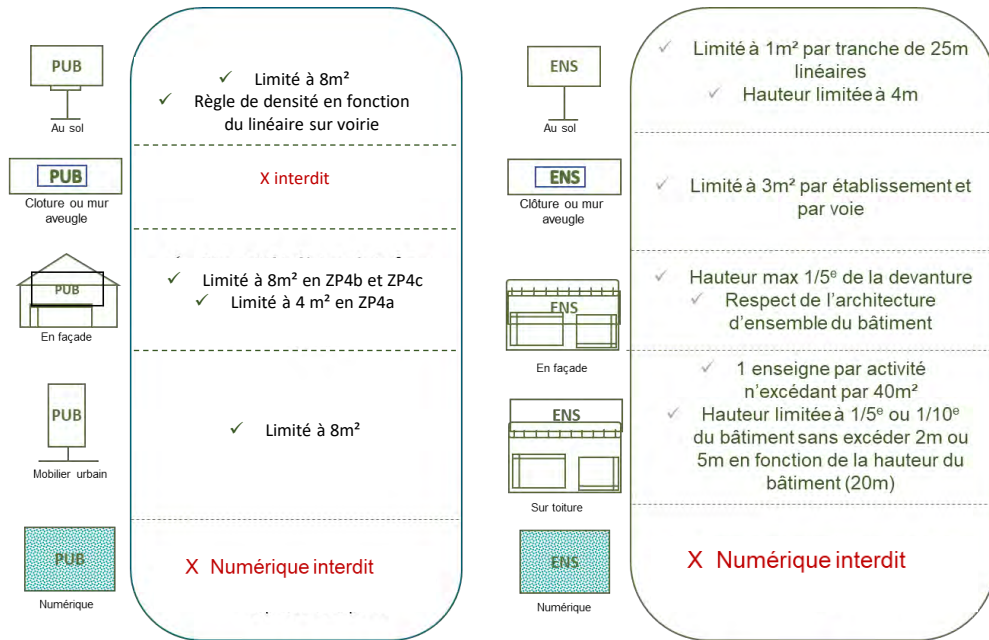 PUB
Au sol
✓ Limité à 8m²
✓ Règle de densité en fonction
du linéaire sur voirie
PUB
Cloture ou mur
aveugle
X interdit
PUB
En façade
✓ Limité à 8m² en ZP4b et ZP4c
✓ Limité à 4 m² en ZP4a
PUB
Mobilier urbain
✓ Limité à 8m²
PUB
Numérique
X Numérique interdit
ENS
Au sol
✓ Limité à 1m² par tranche de 25m
linéaires
✓ Hauteur limitée à 4m
ENS
Clôture ou mur
aveugle
✓ Limité à 3m² par établissement et
par voie
ENS
En façade
✓ Hauteur max 1/5ᵉ de la devanture
✓ Respect de l’architecture
d’ensemble du bâtiment
ENS
Sur toiture
✓ 1 enseigne par activité
n’excédant par 40m²
✓ Hauteur limitée à 1/5ᵉ ou 1/10ᵉ
du bâtiment sans excéder 2m ou
5m en fonction de la hauteur du
bâtiment (20m)
ENS
Numérique
X Numérique interdit